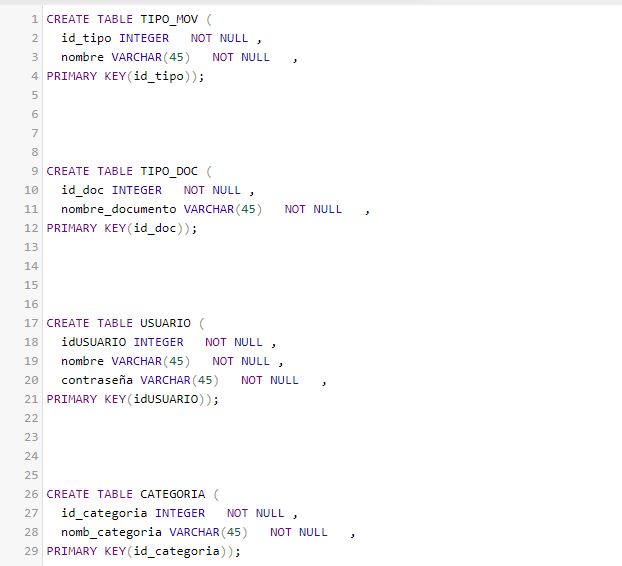 1 CREATE TABLE TIPO_MOV (
2 id_tipo INTEGER NOT NULL ,
3 nombre VARCHAR(45) NOT NULL ,
4 PRIMARY KEY(id_tipo));
5
6
7
8
9 CREATE TABLE TIPO_DOC (
10 id_doc INTEGER NOT NULL ,
11 nombre_documento VARCHAR(45) NOT NULL ,
12 PRIMARY KEY(id_doc));
13
14
15
16
17 CREATE TABLE USUARIO (
18 idUSUARIO INTEGER NOT NULL ,
19 nombre VARCHAR(45) NOT NULL ,
20 contraseña VARCHAR(45) NOT NULL ,
21 PRIMARY KEY(idUSUARIO));
22
23
24
25
26 CREATE TABLE CATEGORIA (
27 id_categoria INTEGER NOT NULL ,
28 nomb_categoria VARCHAR(45) NOT NULL ,
29 PRIMARY KEY(id_categoria));